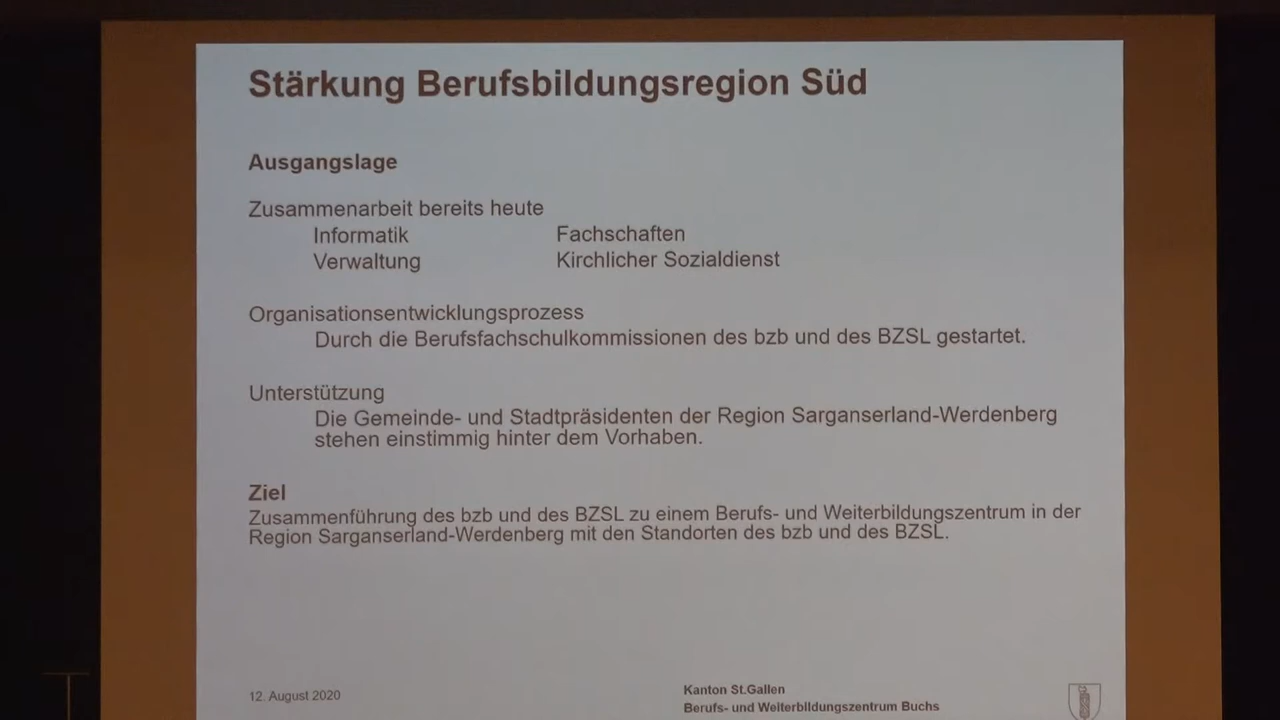 Stärkung Berufsbildungsregion Süd
Ausgangslage
Zusammenarbeit bereits heute
Informatik Fachschaften
Verwaltung Kirchlicher Sozialdienst
Organisationsentwicklungsprozess
Durch die Berufsfachschulkommissionen des bzb und des BZSL gestartet.
Unterstützung
Die Gemeinde- und Stadtpräsidenten der Region Sarganserland-Werdenberg
stehen einstimmig hinter dem Vorhaben.
Ziel
Zusammenführung des bzb und des BZSL zu einem Berufs- und Weiterbildungszentrum in der
Region Sarganserland-Werdenberg mit den Standorten des bzb und des BZSL.
12. August 2020
Kanton St.Gallen
Berufs- und Weiterbildungszentrum Buchs